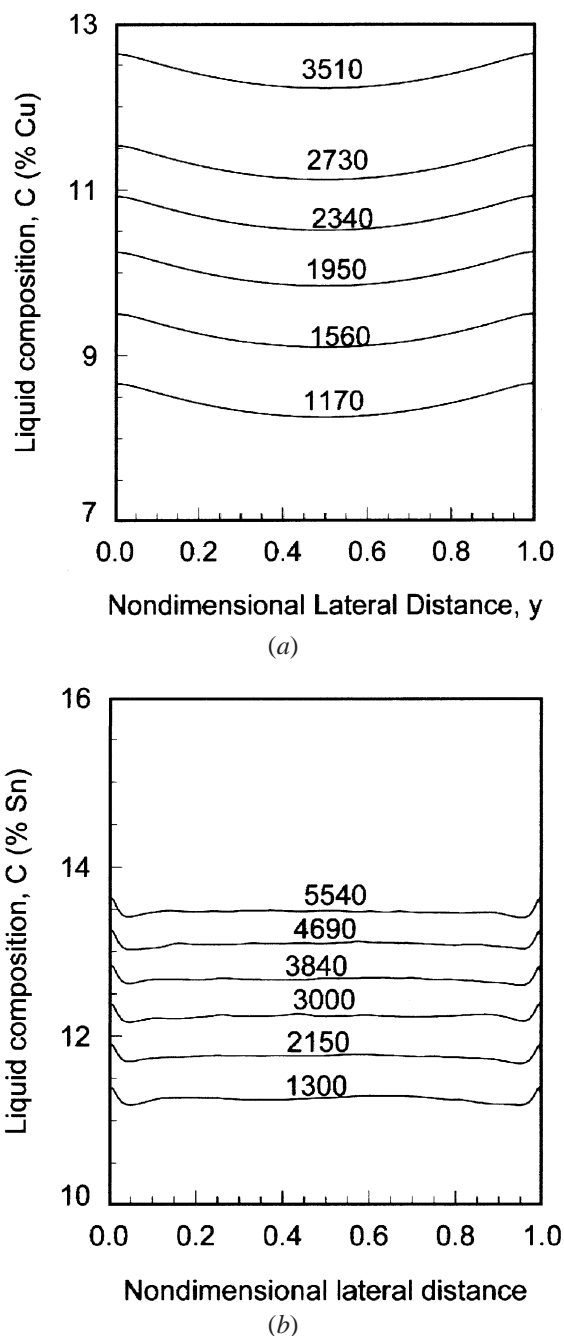 13
11
9
7
Liquid composition, C (% Cu)
3510
2730
2340
1950
1560
1170
0.0 0.2 0.4 0.6 0.8 1.0
Nondimensional Lateral Distance, y
(a)
16
14
12
10
Liquid composition, C (% Sn)
5540
4690
3840
3000
2150
1300
0.0 0.2 0.4 0.6 0.8 1.0
Nondimensional lateral distance
(b)